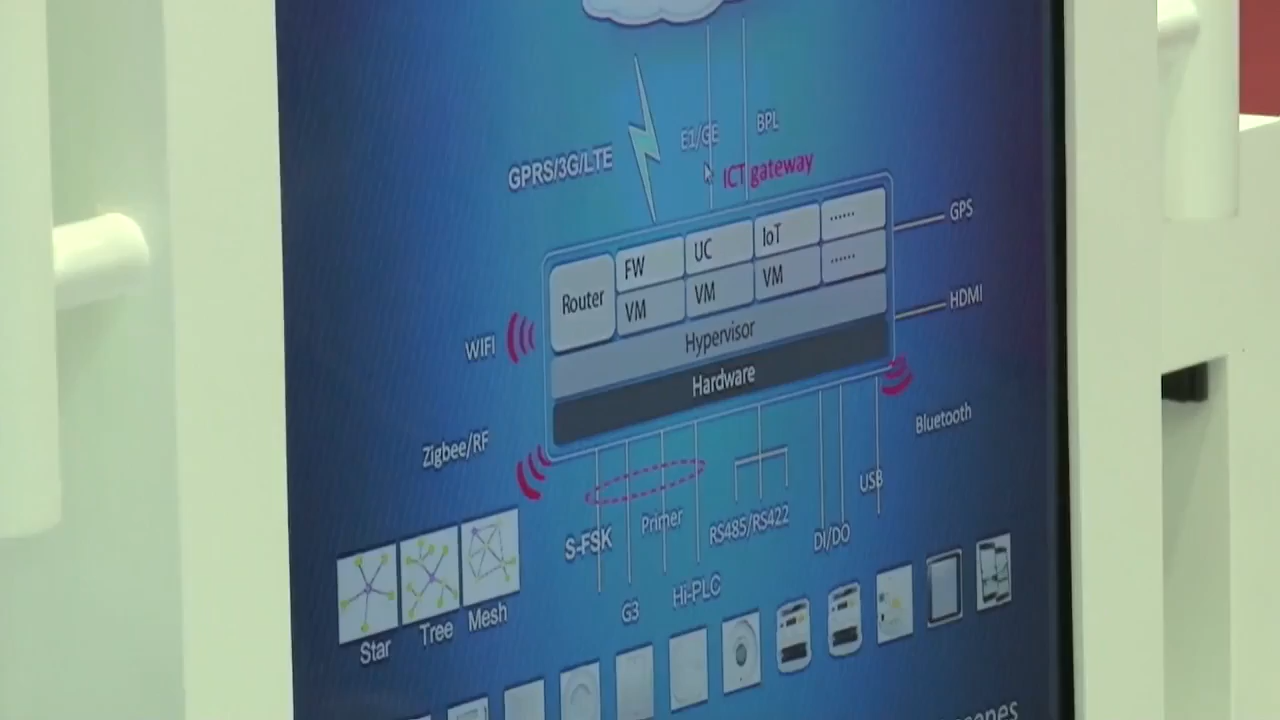 E1/GE
BPL
GPRS/3G/LTE
ICT gateway
GPS
Router
FW
UC
IoT
......
VM
VM
VM
......
HDMI
WIFI
Hypervisor
Hardware
Bluetooth
Zigbee/RF
USB
S-FSK
Primer
RS485/RS422
DI/DO
G3
Hi-PLC
Star
Tree
Mesh